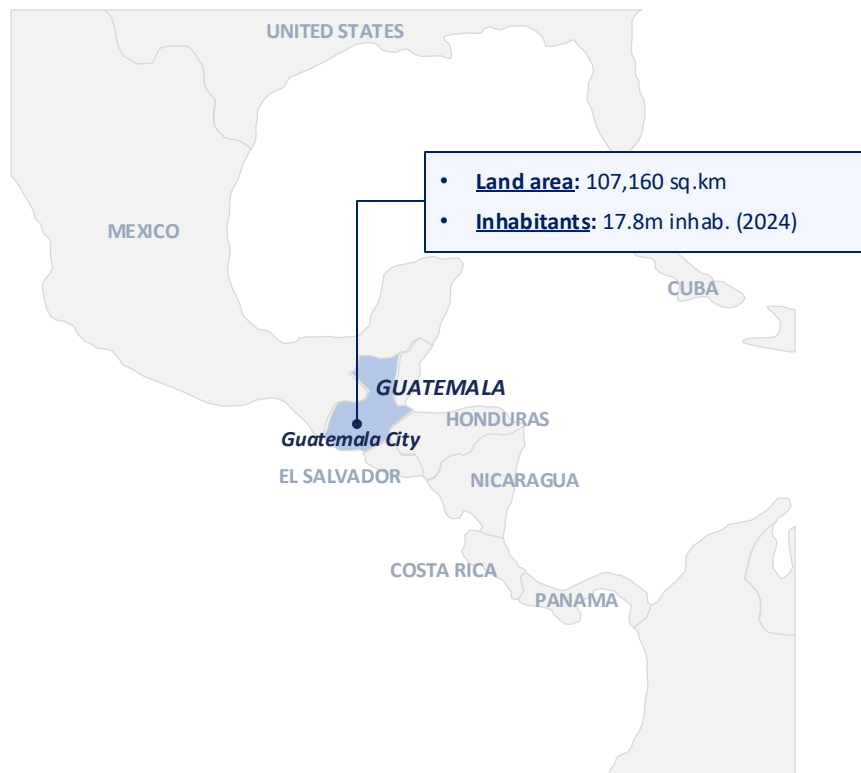 UNITED STATES
• Land area: 107,160 sq.km
• Inhabitants: 17.8m inhab. (2024)
MEXICO
CUBA
GUATEMALA
HONDURAS
Guatemala City
EL SALVADOR
NICARAGUA
COSTA RICA
PANAMA